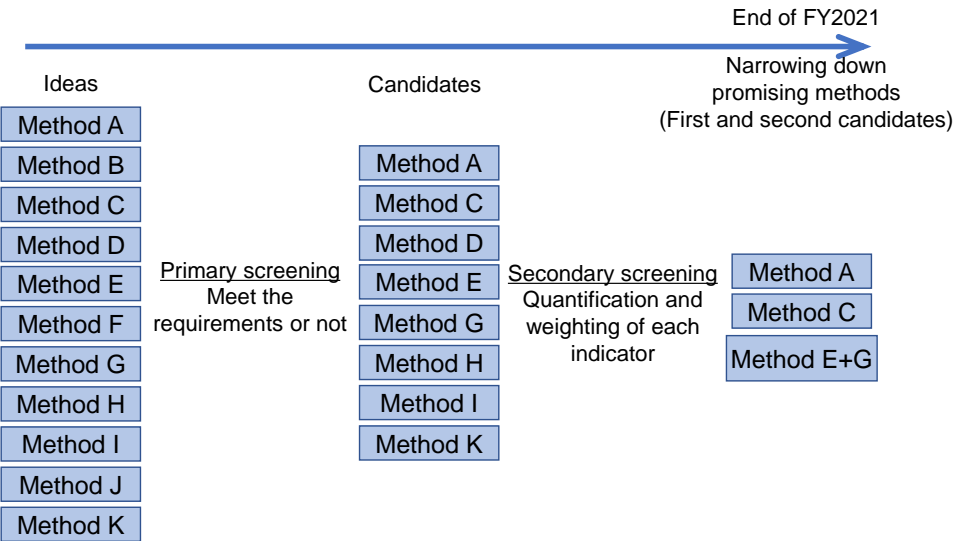 End of FY2021
Narrowing down
promising methods
(First and second candidates)
Ideas
Method A
Method B
Method C
Method D
Method E
Method F
Method G
Method H
Method I
Method J
Method K
Primary screening
Meet the
requirements or not
Candidates
Method A
Method C
Method D
Method E
Method G
Method H
Method I
Method K
Secondary screening
Quantification and
weighting of each
indicator
Method A
Method C
Method E+G